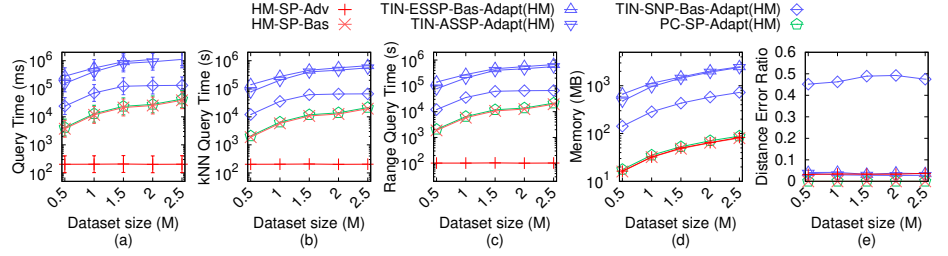 HM-SP-Adv
HM-SP-Bas
TIN-ESSP-Bas-Adapt(HM)
TIN-ASSP-Adapt(HM)
TIN-SNP-Bas-Adapt(HM)
PC-SP-Adapt(HM)
Query Time (ms)
10^6
10^5
10^4
10^3
10^2
0.5 1 1.5 2 2.5
Dataset size (M)
(a)
kNN Query Time (s)
10^6
10^5
10^4
10^3
10^2
0.5 1 1.5 2 2.5
Dataset size (M)
(b)
Range Query Time (s)
10^6
10^5
10^4
10^3
10^2
0.5 1 1.5 2 2.5
Dataset size (M)
(c)
Memory (MB)
10^3
10^2
10^1
0.5 1 1.5 2 2.5
Dataset size (M)
(d)
Distance Error Ratio
0.6
0.5
0.4
0.3
0.2
0.1
0
0.5 1 1.5 2 2.5
Dataset size (M)
(e)